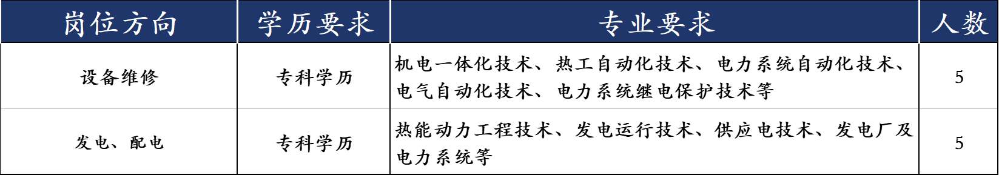 岗位方向 学历要求 专业要求 人数
设备维修 专科学历 机电一体化技术、热工自动化技术、电力系统自动化技术、
电气自动化技术、电力系统继电保护技术等 5
发电、配电 专科学历 热能动力工程技术、发电运行技术、供应电技术、发电厂及
电力系统等 5